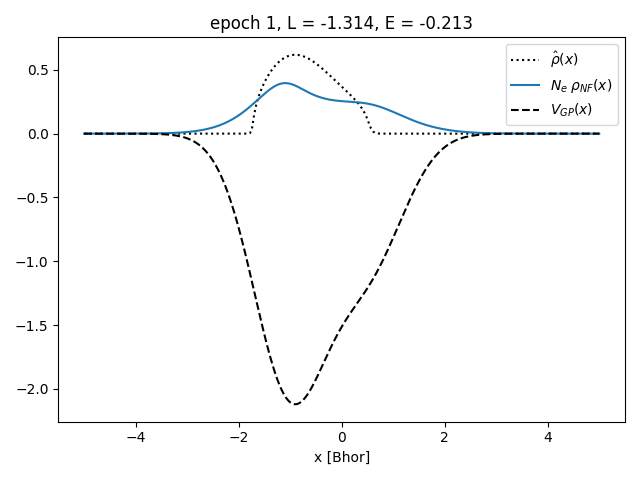 epoch 1, L = -1.314, E = -0.213
ρ̂(x)
N_e ρ_NF(x)
V_GP(x)
0.5
0.0
−0.5
−1.0
−1.5
−2.0
−4
−2
0
2
4
x [Bhor]